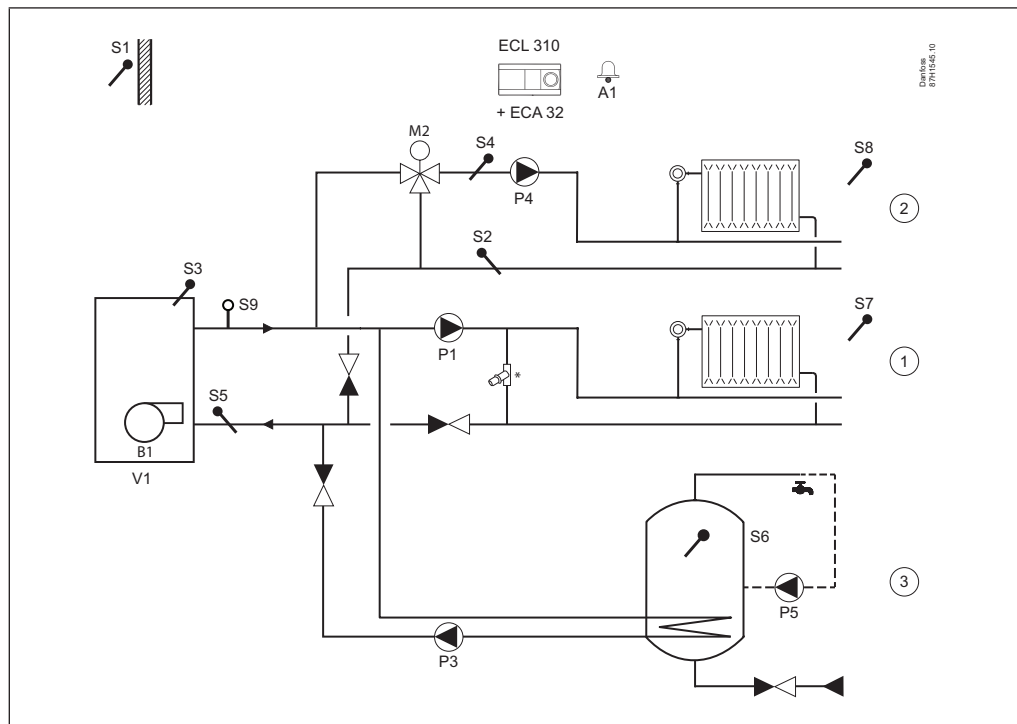 S1
ECL 310
A1
+ ECA 32
Danfoss
87H1545.10
M2
S4
P4
S8
2
S2
S3
S9
P1
*
S7
1
S5
B1
V1
S6
P5
3
P3